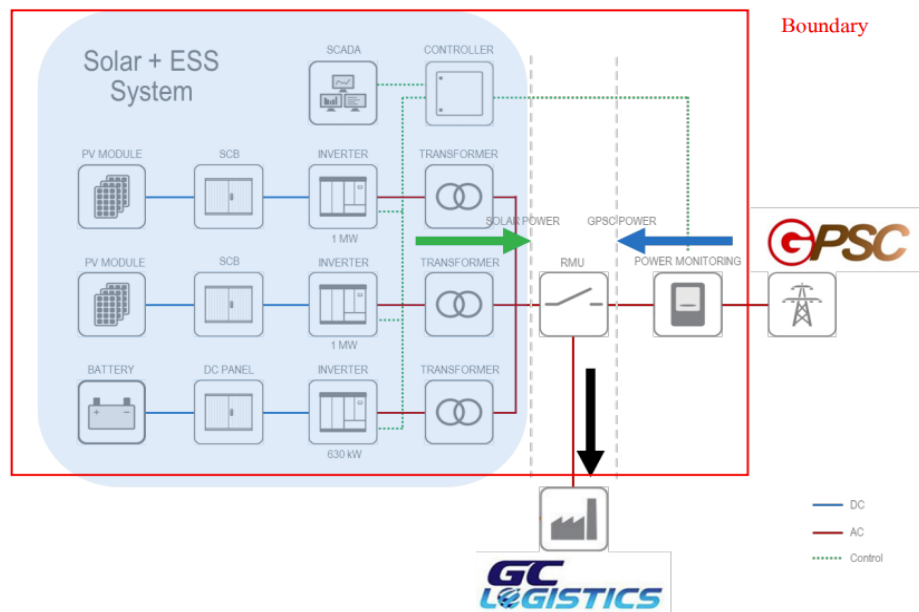 Boundary
Solar + ESS
System
SCADA
CONTROLLER
PV MODULE
SCB
INVERTER
TRANSFORMER
1 MW
SOLAR POWER
GPSC POWER
GPSC
PV MODULE
SCB
INVERTER
TRANSFORMER
RMU
POWER MONITORING
1 MW
BATTERY
DC PANEL
INVERTER
TRANSFORMER
630 kW
DC
AC
Control
GC
LOGISTICS